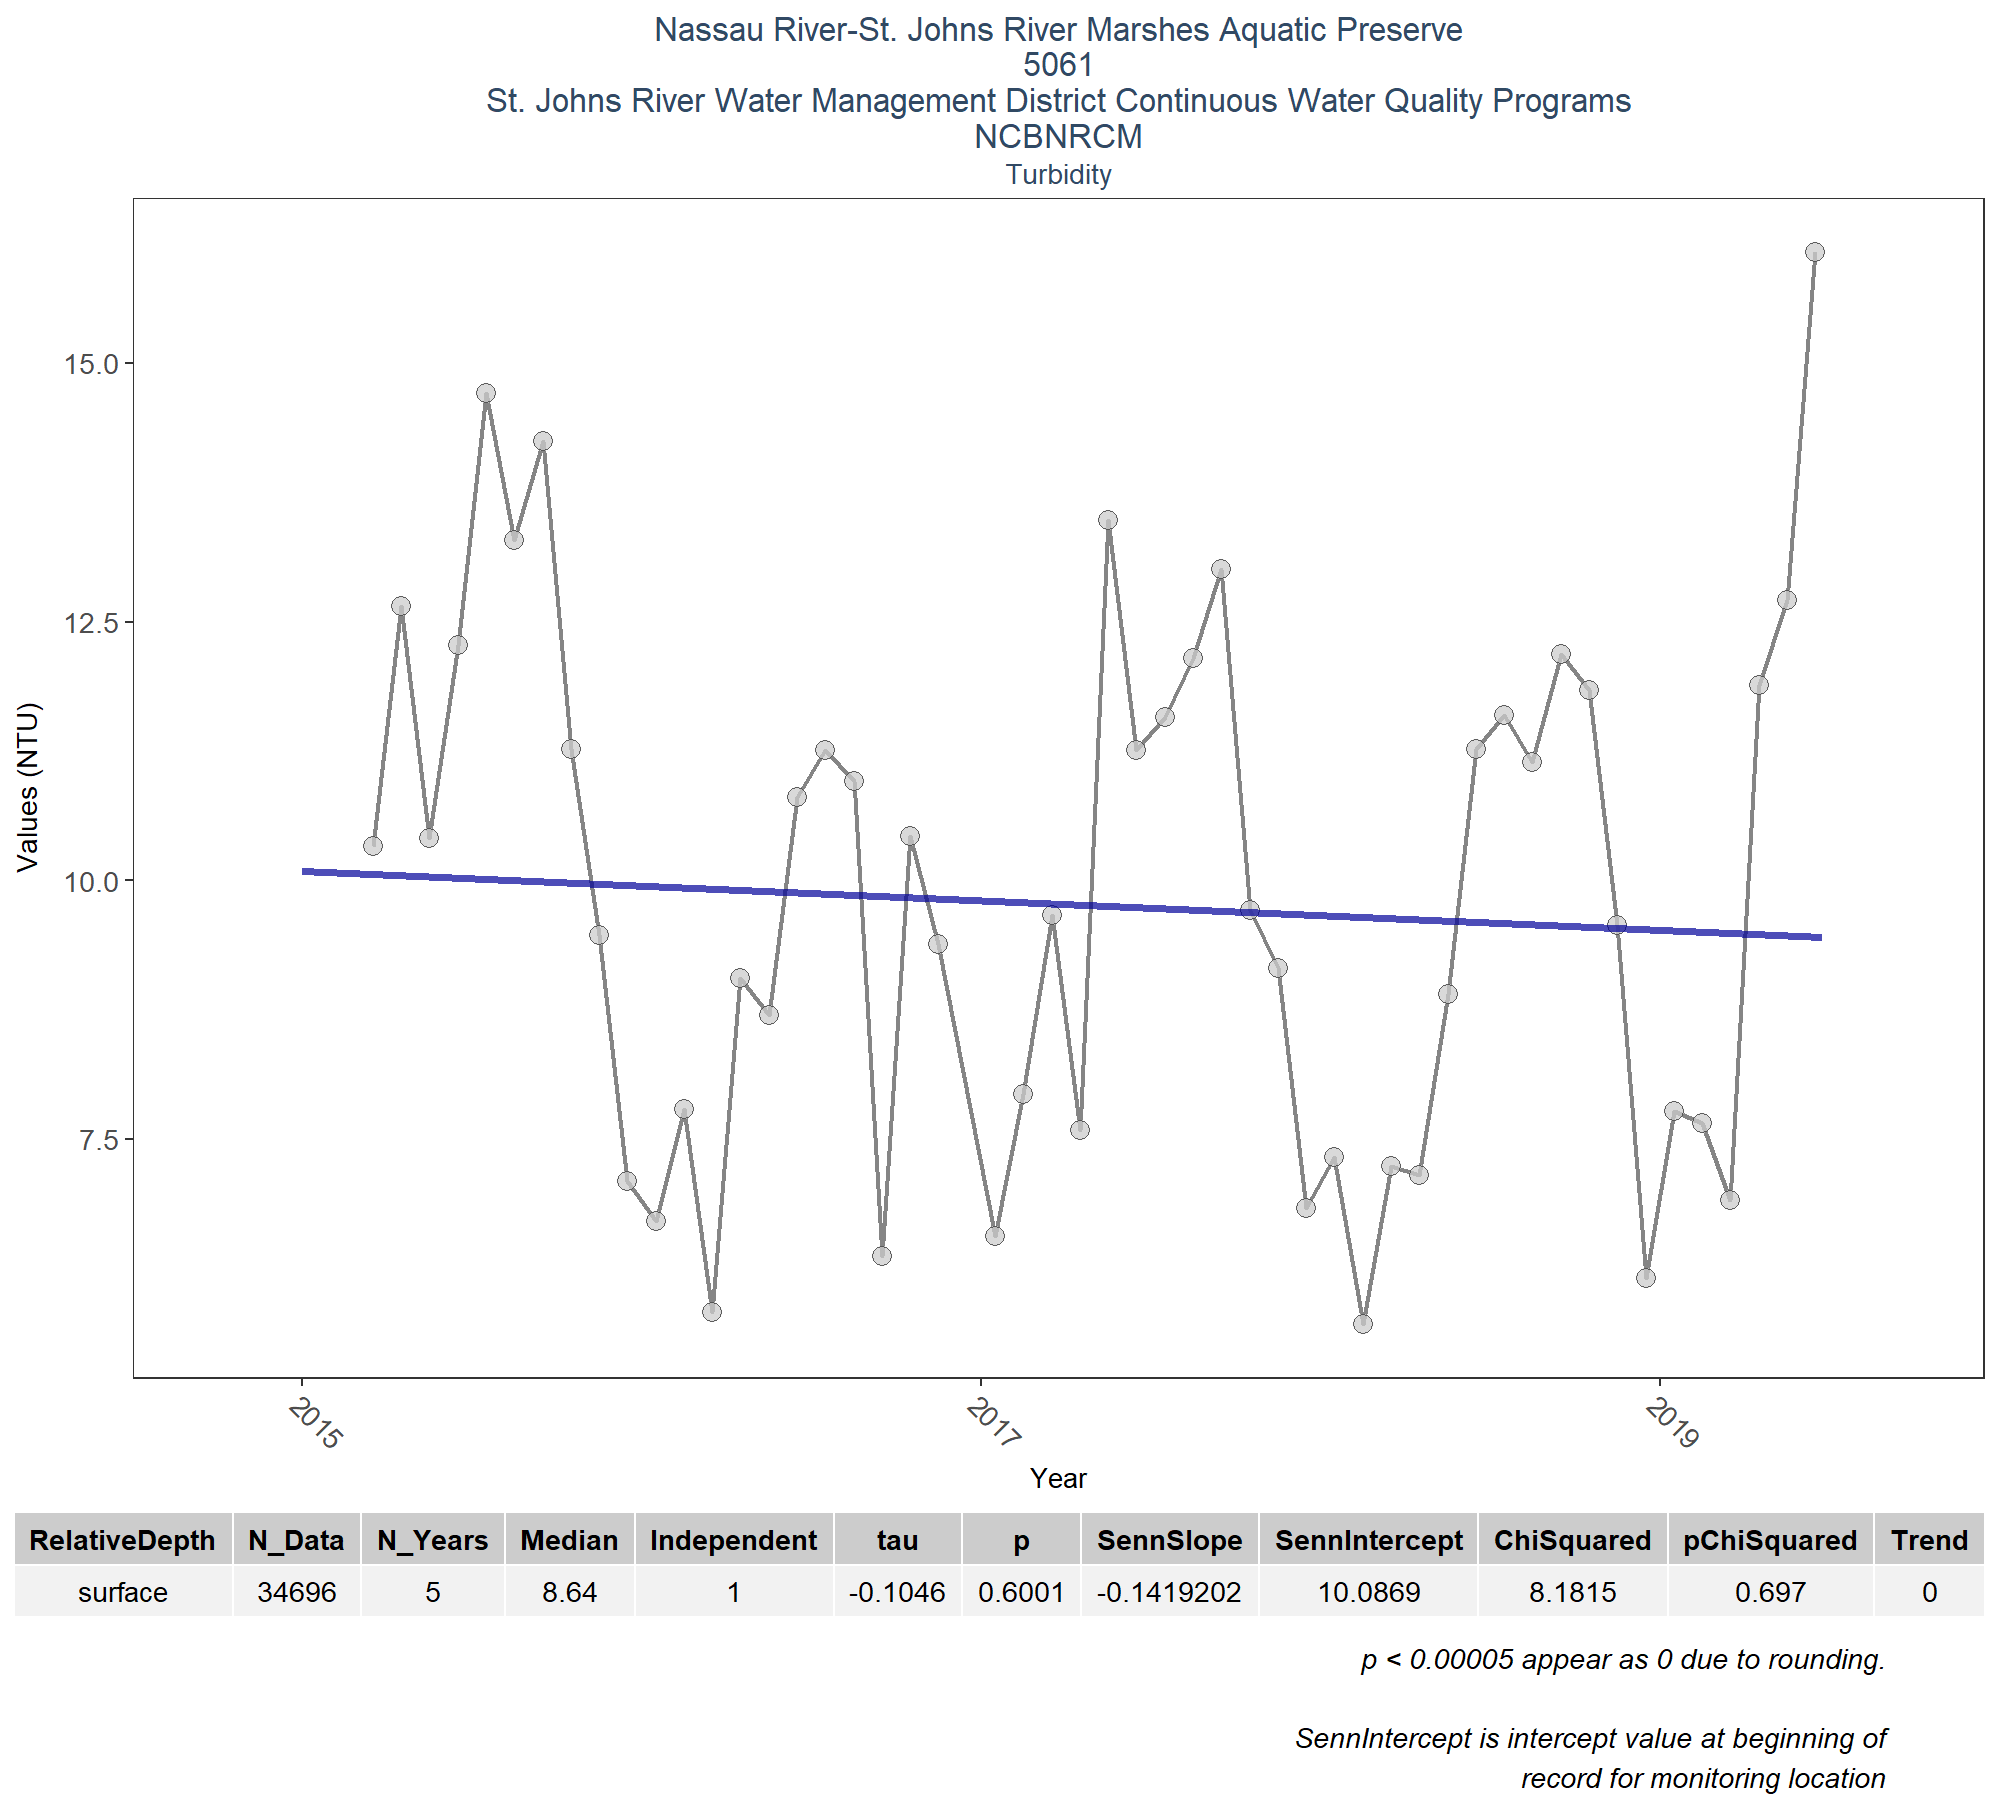 Nassau River-St. Johns River Marshes Aquatic Preserve
5061
St. Johns River Water Management District Continuous Water Quality Programs
NCBNRCM
Turbidity
Values (NTU)
15.0
12.5
10.0
7.5
2015
2017
2019
Year
RelativeDepth N_Data N_Years Median Independent tau p SennSlope SennIntercept ChiSquared pChiSquared Trend
surface 34696 5 8.64 1 -0.1046 0.6001 -0.1419202 10.0869 8.1815 0.697 0
p < 0.00005 appear as 0 due to rounding.
SennIntercept is intercept value at beginning of
record for monitoring location